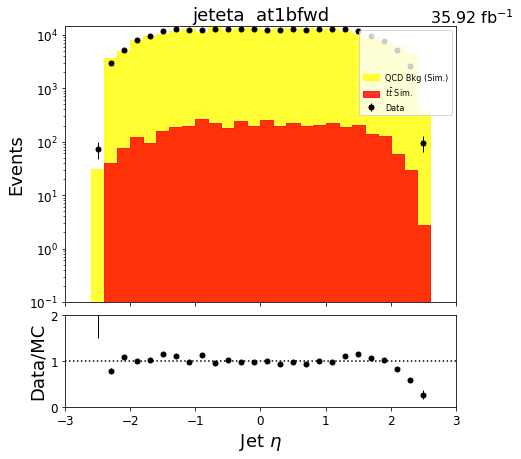 jeteta at1bfwd
35.92 fb⁻¹
QCD Bkg (Sim.)
tt̄ Sim.
Data
Events
10⁴
10³
10²
10¹
10⁰
10⁻¹
Data/MC
2
1
0
−3 −2 −1 0 1 2 3
Jet η